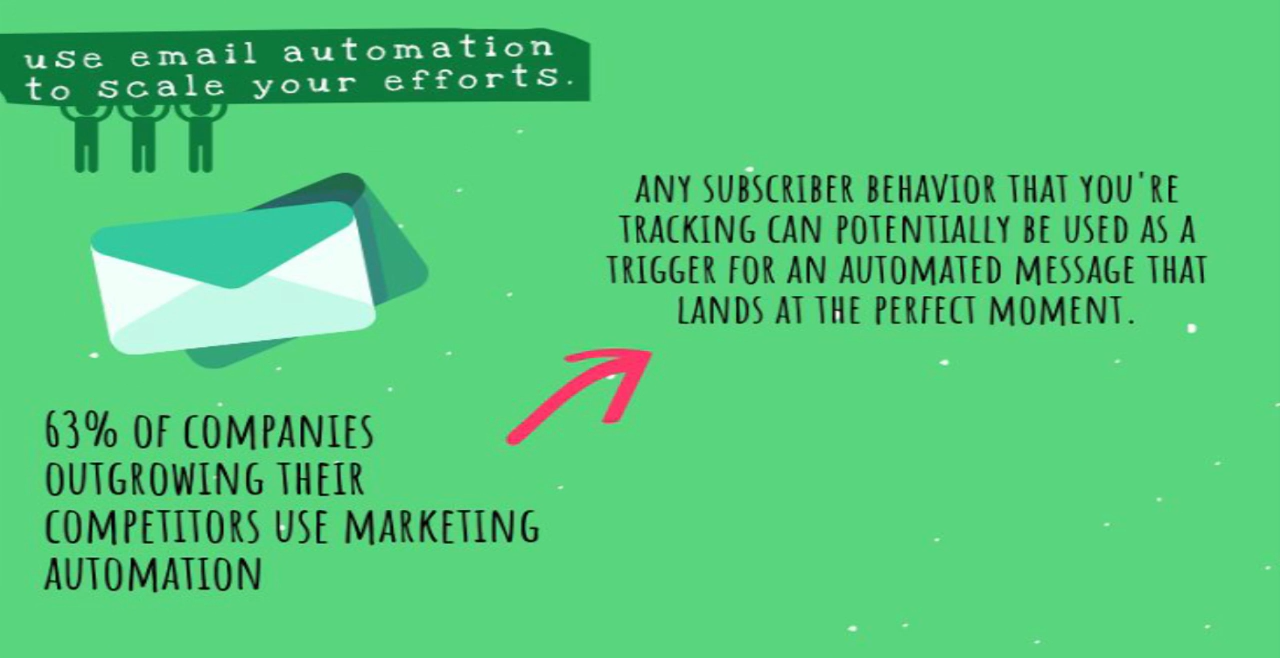 use email automation
to scale your efforts.
ANY SUBSCRIBER BEHAVIOR THAT YOU'RE
TRACKING CAN POTENTIALLY BE USED AS A
TRIGGER FOR AN AUTOMATED MESSAGE THAT
LANDS AT THE PERFECT MOMENT.
63% OF COMPANIES
OUTGROWING THEIR
COMPETITORS USE MARKETING
AUTOMATION